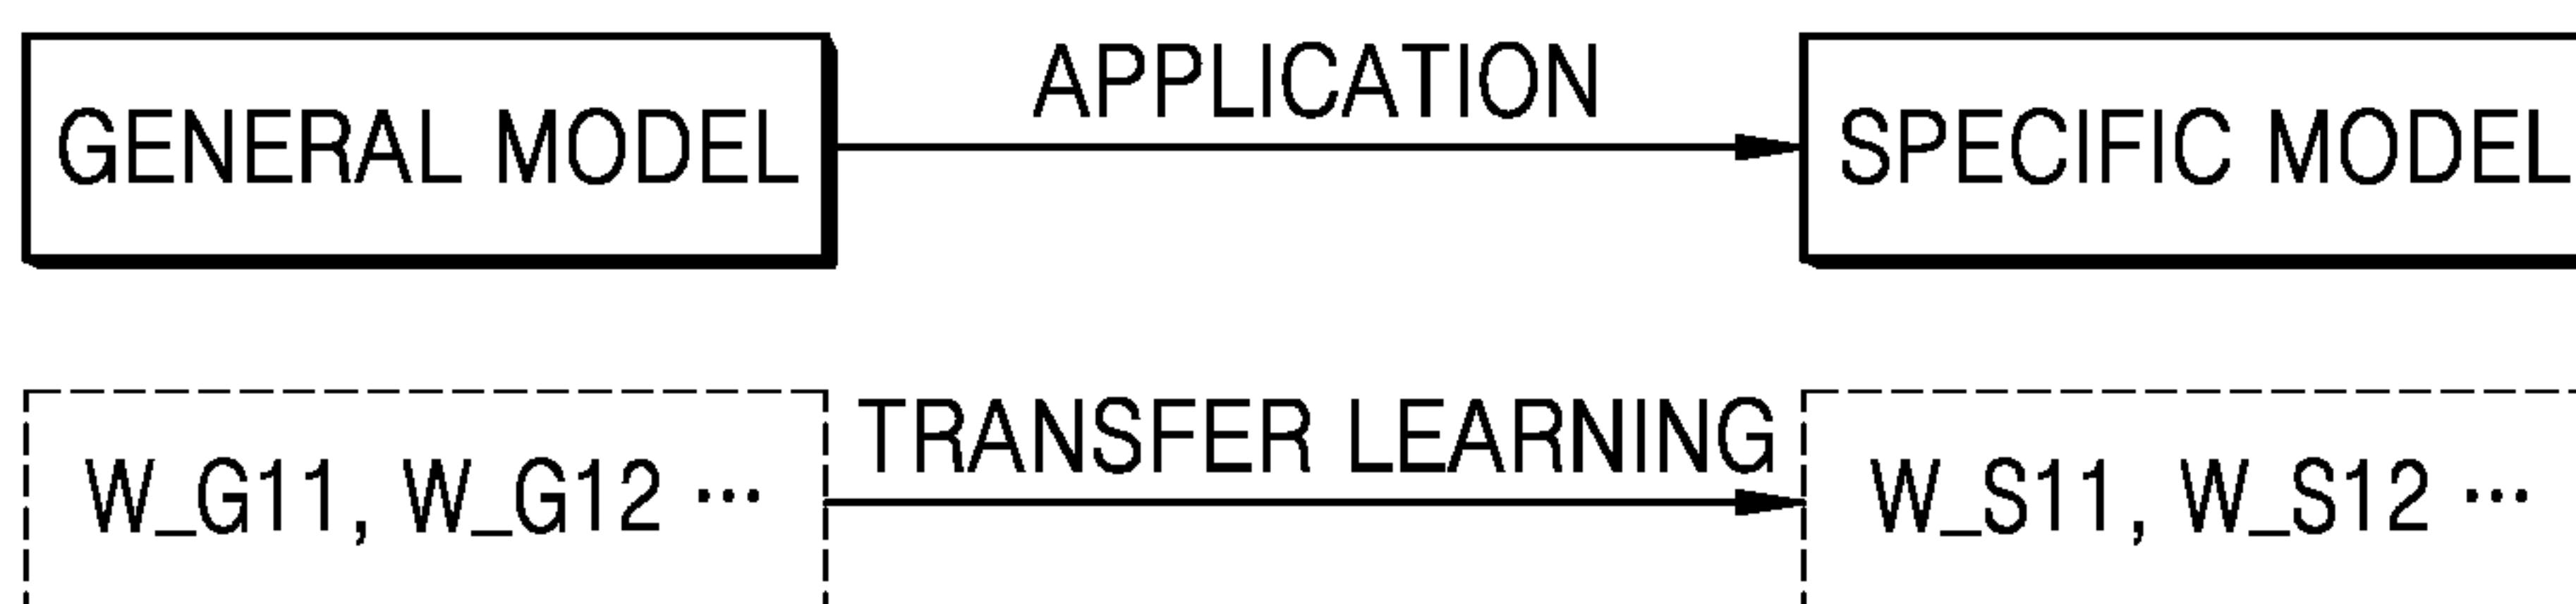 APPLICATION
GENERAL MODEL
SPECIFIC MODEL
TRANSFER LEARNING
W_G11, W_G12 ···
W_S11, W_S12 ···